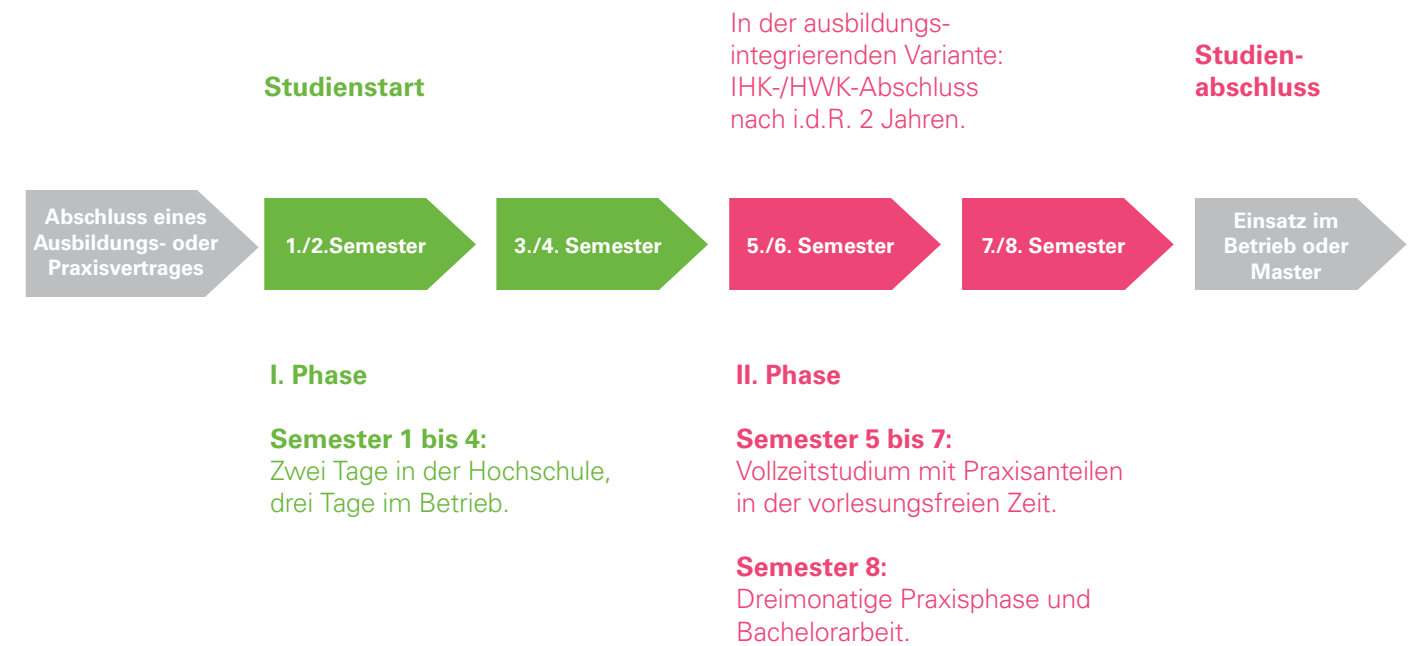 In der ausbildungs-
integrierenden Variante:
IHK-/HWK-Abschluss
nach i.d.R. 2 Jahren.
Studienstart
Studien-
abschluss
Abschluss eines
Ausbildungs- oder
Praxisvertrages
1./2.Semester
3./4. Semester
5./6. Semester
7./8. Semester
Einsatz im
Betrieb oder
Master
I. Phase
Semester 1 bis 4:
Zwei Tage in der Hochschule,
drei Tage im Betrieb.
II. Phase
Semester 5 bis 7:
Vollzeitstudium mit Praxisanteilen
in der vorlesungsfreien Zeit.
Semester 8:
Dreimonatige Praxisphase und
Bachelorarbeit.